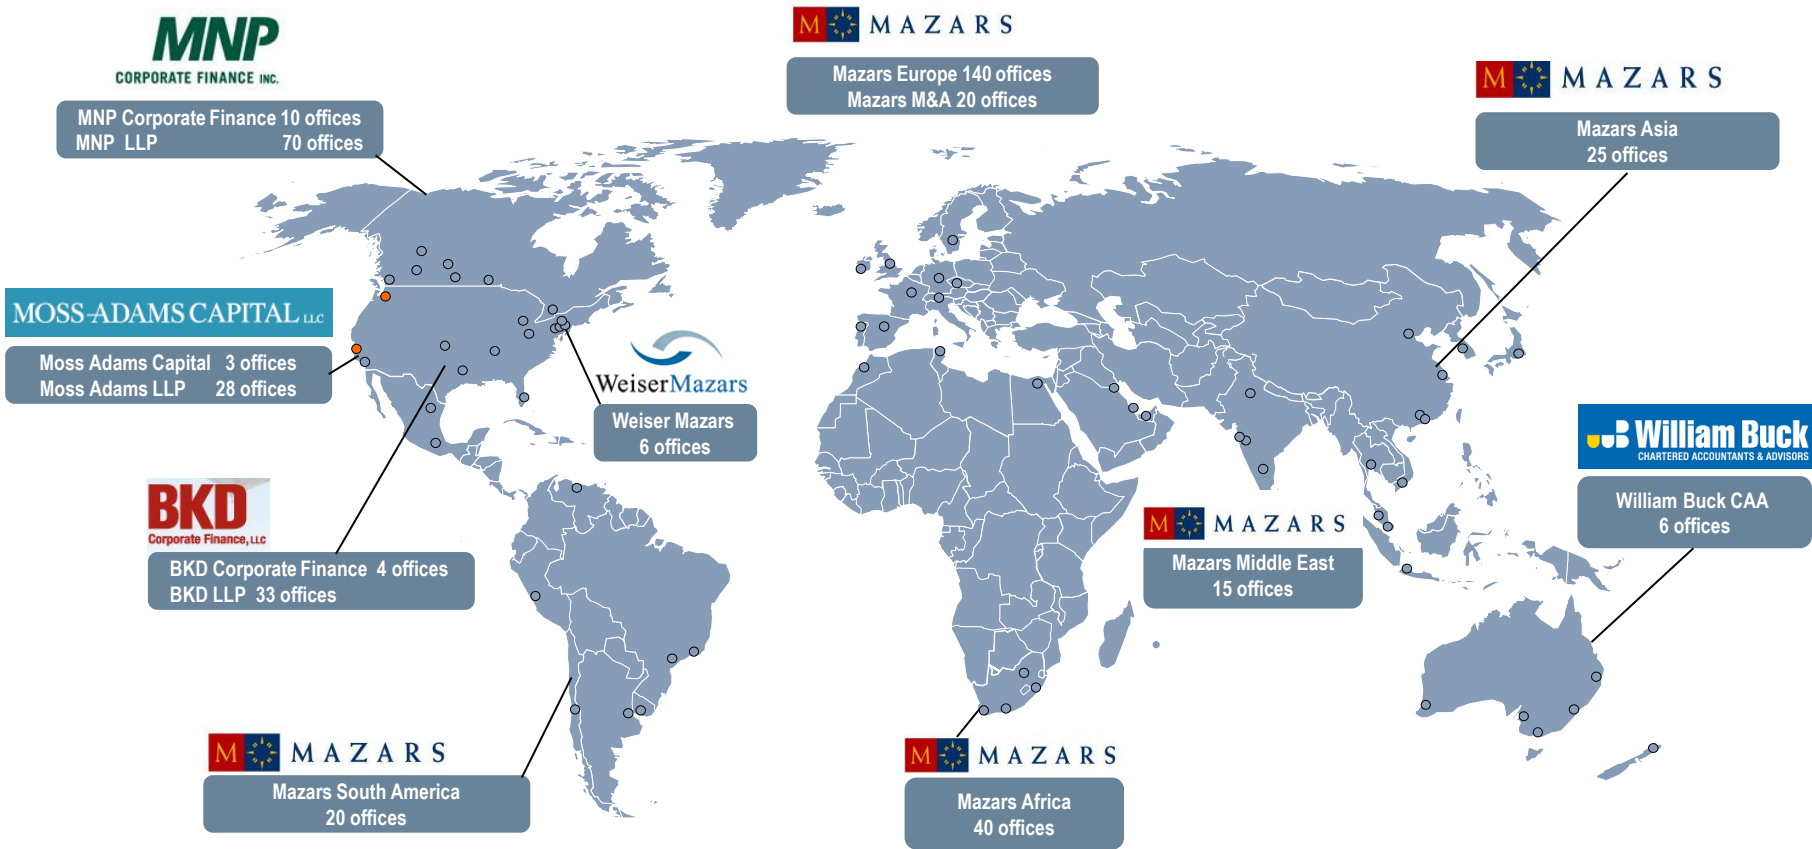 MNP
CORPORATE FINANCE INC.
MNP Corporate Finance 10 offices
MNP LLP 70 offices
M MAZARS
Mazars Europe 140 offices
Mazars M&A 20 offices
M MAZARS
Mazars Asia
25 offices
MOSS-ADAMS CAPITAL LLC
Moss Adams Capital 3 offices
Moss Adams LLP 28 offices
WeiserMazars
Weiser Mazars
6 offices
William Buck
CHARTERED ACCOUNTANTS & ADVISORS
William Buck CAA
6 offices
BKD
Corporate Finance, LLC
BKD Corporate Finance 4 offices
BKD LLP 33 offices
M MAZARS
Mazars Middle East
15 offices
M MAZARS
Mazars South America
20 offices
M MAZARS
Mazars Africa
40 offices